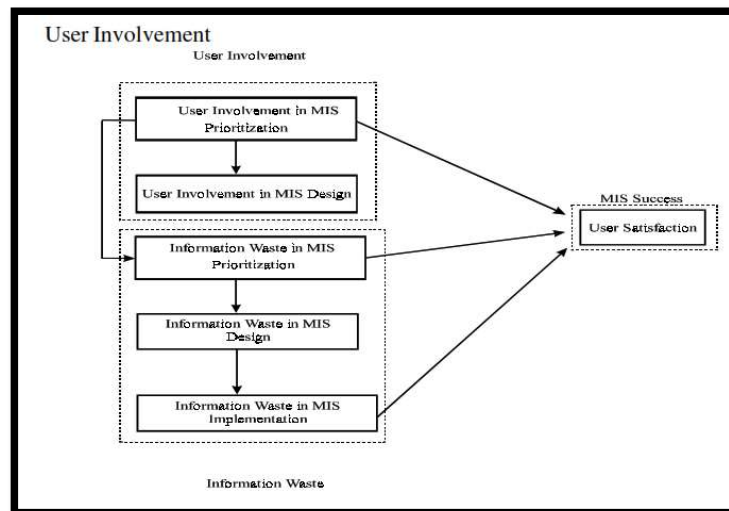 User Involvement
User Involvement
User Involvement in MIS
Prioritization
User Involvement in MIS Design
MIS Success
User Satisfaction
Information Waste in MIS
Prioritization
Information Waste in MIS
Design
Information Waste in MIS
Implementation
Information Waste